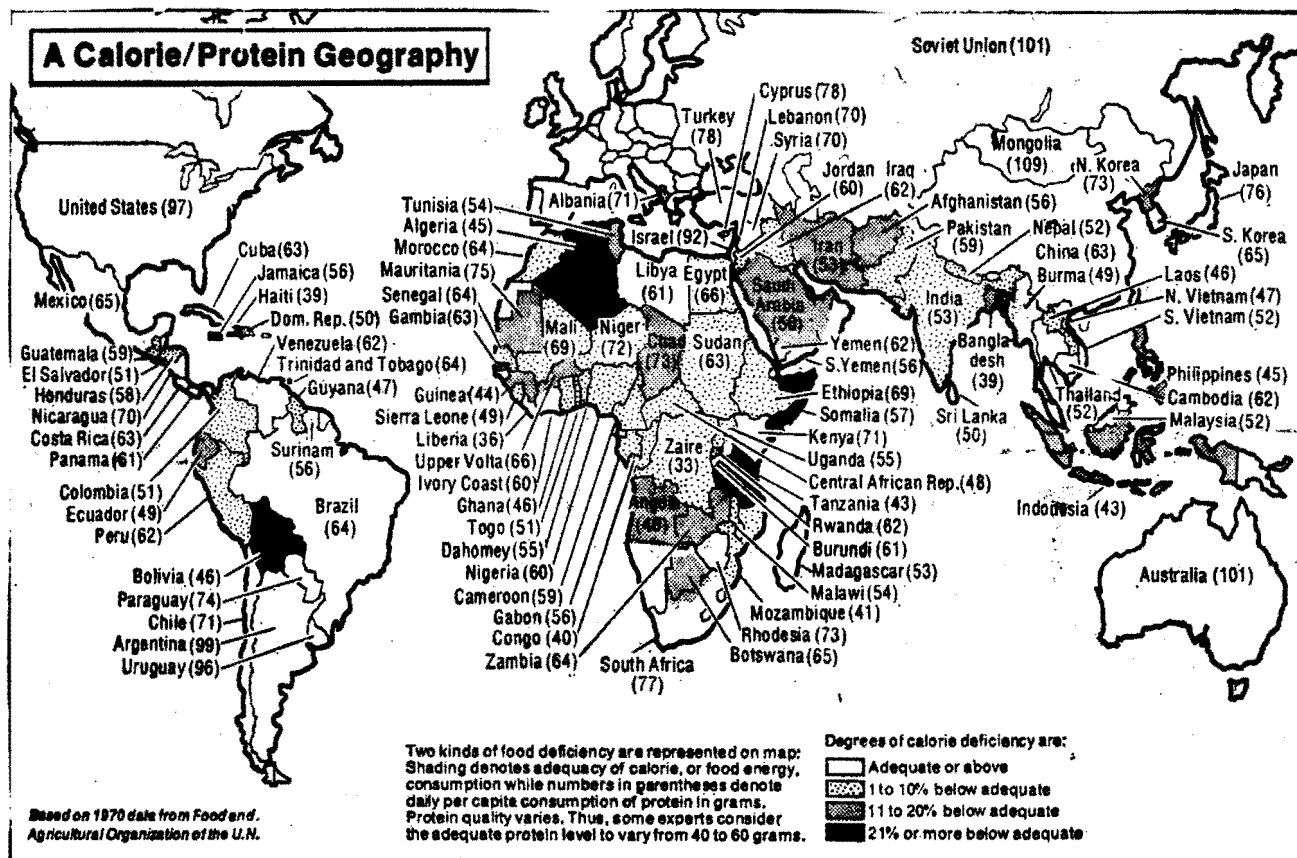 A Calorie/Protein Geography
Soviet Union (101)
United States (97)
Cuba (63)
Jamaica (56)
Haiti (39)
Mexico (65)
Dom. Rep. (50)
Venezuela (62)
Trinidad and Tobago (64)
Guyana (47)
Guatemala (59)
El Salvador (51)
Honduras (58)
Nicaragua (70)
Costa Rica (63)
Panama (61)
Surinam
(56)
Colombia (51)
Ecuador (49)
Peru (62)
Brazil
(64)
Bolivia (46)
Paraguay (74)
Chile (71)
Argentina (99)
Uruguay (96)
Albania (71)
Turkey
(78)
Cyprus (78)
Lebanon (70)
Syria (70)
Jordan
(60)
Iraq
(62)
Israel (92)
Tunisia (54)
Algeria (45)
Morocco (64)
Mauritania (75)
Senegal (64)
Gambia (63)
Guinea (44)
Sierra Leone (49)
Liberia (36)
Upper Volta (66)
Ivory Coast (60)
Ghana (46)
Togo (51)
Dahomey (55)
Nigeria (60)
Cameroon (59)
Gabon (56)
Congo (40)
Zambia (64)
Libya
(61)
Egypt
(66)
Mali
(69)
Niger
(72)
Chad
(73)
Sudan
(63)
Zaire
(33)
Angola
South Africa
(77)
Saudi
Arabia
Iran
Yemen (62)
S.Yemen (56)
Ethiopia (69)
Somalia (57)
Kenya (71)
Uganda (55)
Central African Rep. (48)
Tanzania (43)
Rwanda (62)
Burundi (61)
Madagascar (53)
Malawi (54)
Mozambique (41)
Rhodesia (73)
Botswana (65)
Afghanistan (56)
Pakistan
(59)
Nepal (52)
China (63)
Burma (49)
India
(53)
Bangla
desh
(39)
Sri Lanka
(50)
Mongolia
(109)
N. Korea
(73)
Japan
(76)
S. Korea
(65)
Laos (46)
N. Vietnam (47)
S. Vietnam (52)
Philippines (45)
Cambodia (62)
Thailand
(52)
Malaysia (52)
Indonesia (43)
Australia (101)
Two kinds of food deficiency are represented on map:
Shading denotes adequacy of calorie, or food energy,
consumption while numbers in parentheses denote
daily per capita consumption of protein in grams.
Protein quality varies. Thus, some experts consider
the adequate protein level to vary from 40 to 60 grams.
Degrees of calorie deficiency are:
Adequate or above
1 to 10% below adequate
11 to 20% below adequate
21% or more below adequate
Based on 1970 data from Food and
Agricultural Organization of the U.N.